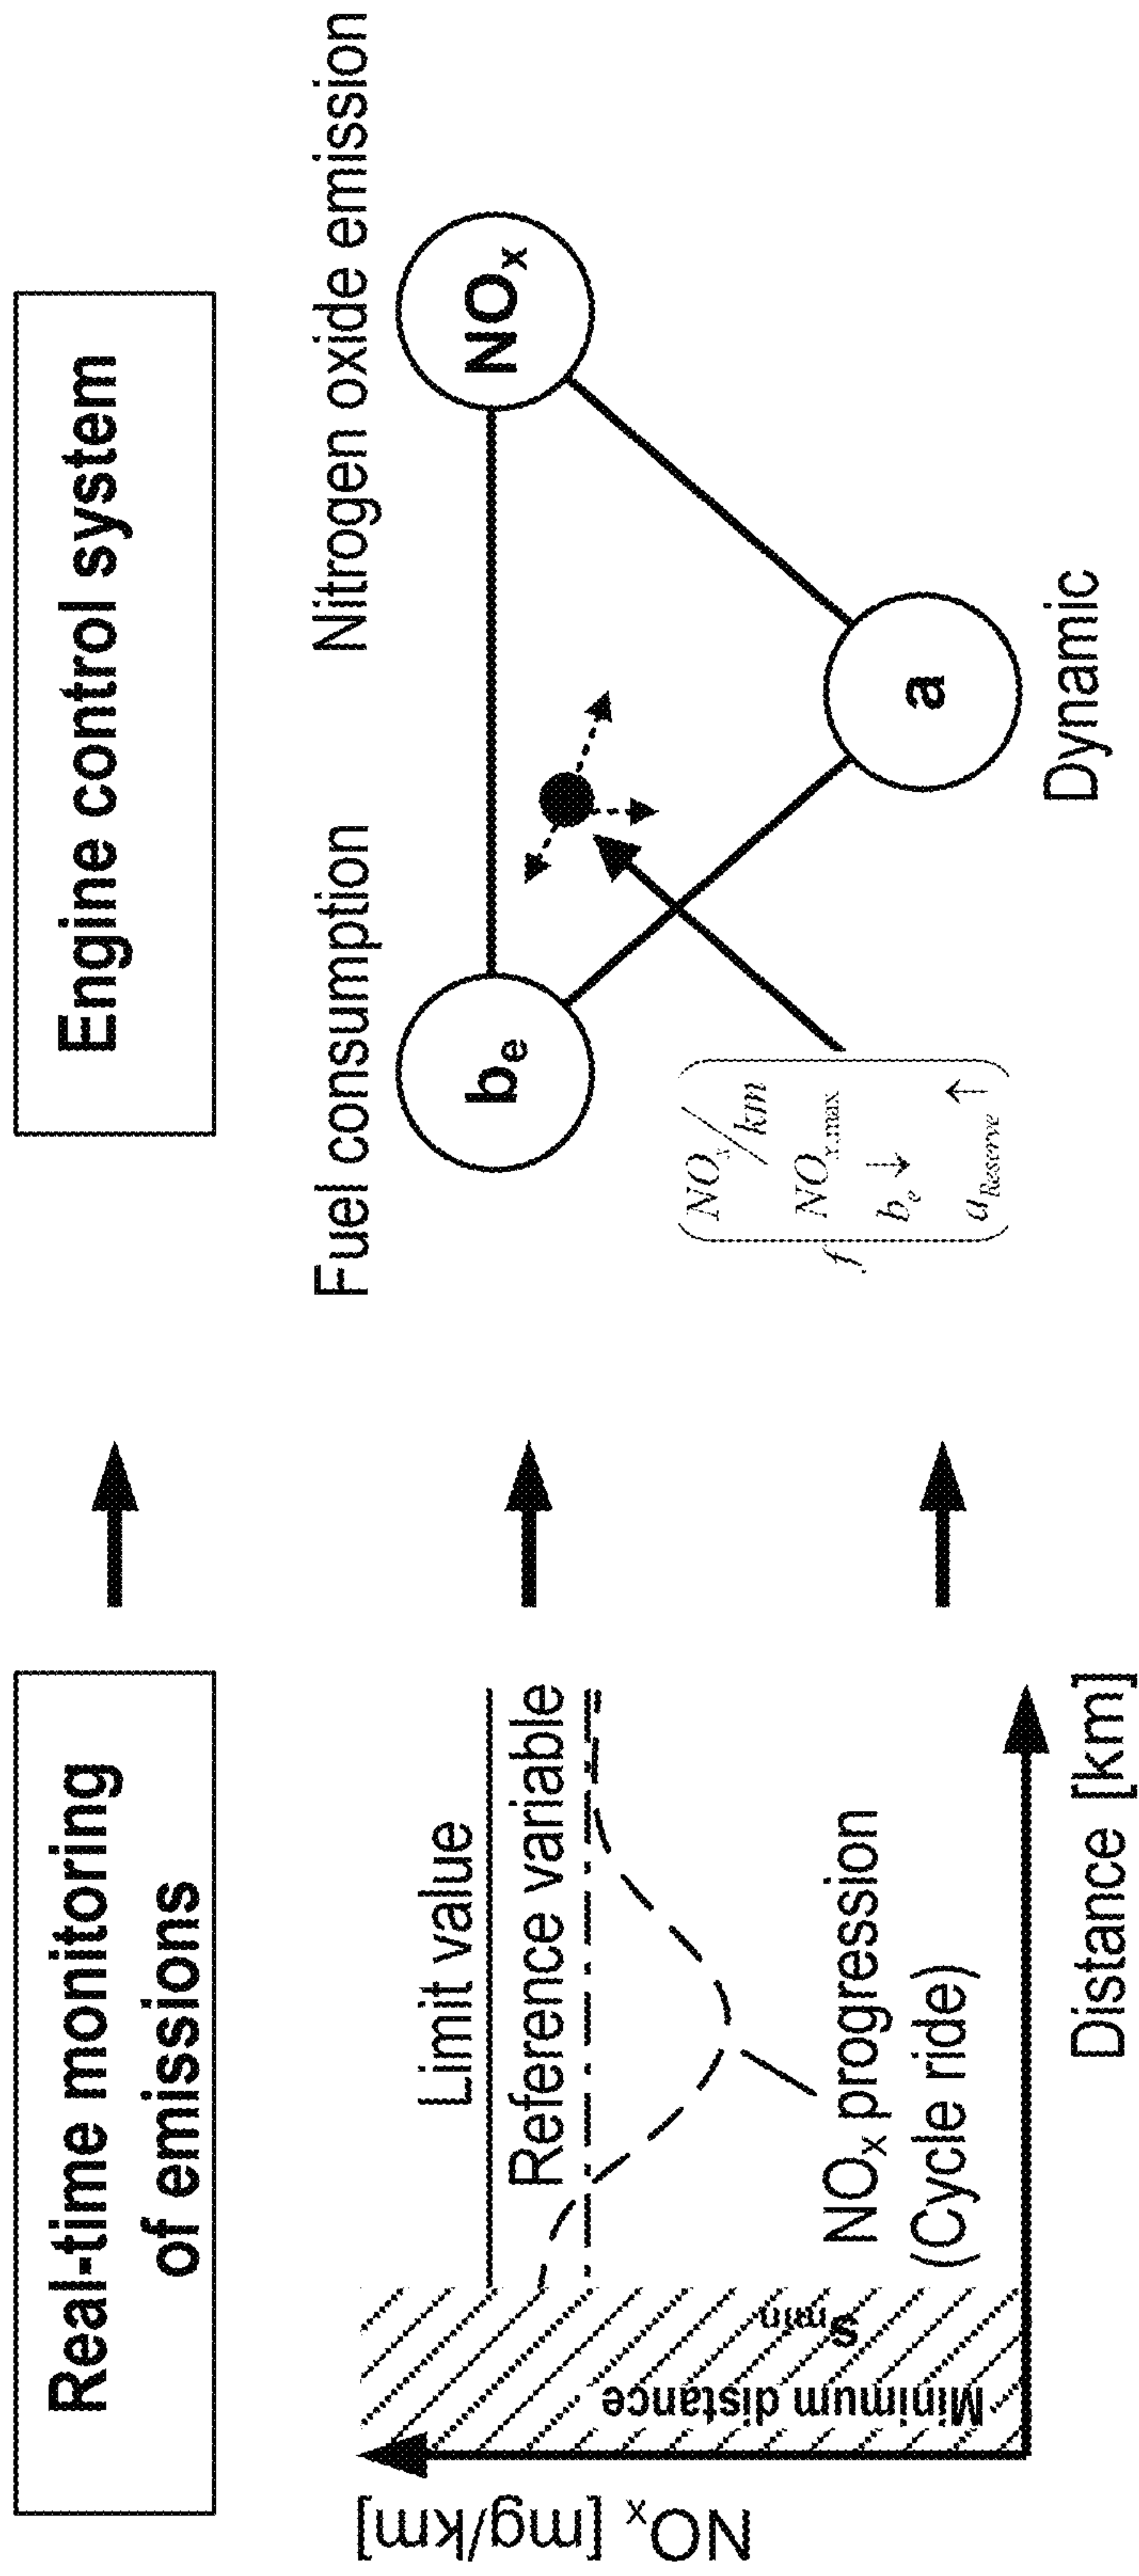 Real-time monitoring
of emissions
Engine control system
NOₓ [mg/km]
Limit value
Reference variable
NOₓ progression
(Cycle ride)
Minimum distance
sₘᵢₙ
Distance [km]
Fuel consumption
Nitrogen oxide emission
bₑ
NOₓ
a
Dynamic
f
NOₓ/km
NOₓ,max
bₑ ↓
a_Reserve ↑